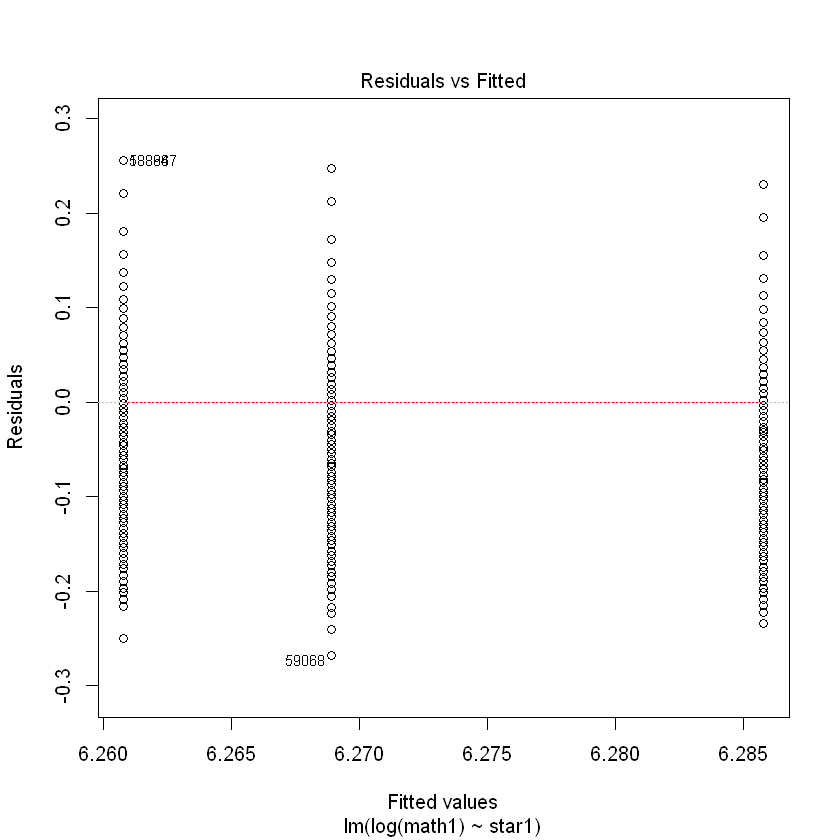 Residuals vs Fitted
Residuals
0.3
0.2
0.1
0.0
-0.1
-0.2
-0.3
59068
6.260 6.265 6.270 6.275 6.280 6.285
Fitted values
lm(log(math1) ~ star1)